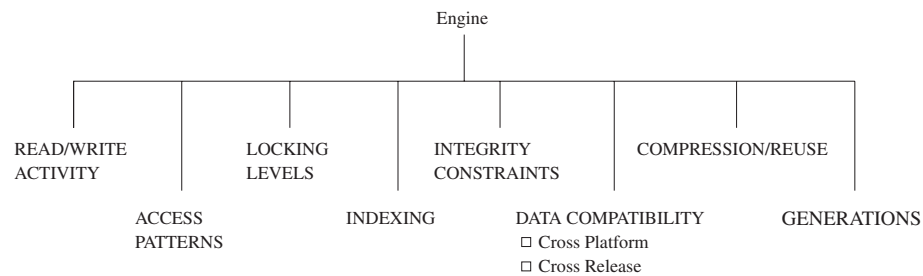 Engine
READ/WRITE
ACTIVITY
LOCKING
LEVELS
INTEGRITY
CONSTRAINTS
COMPRESSION/REUSE
ACCESS
PATTERNS
INDEXING
DATA COMPATIBILITY
□ Cross Platform
□ Cross Release
GENERATIONS